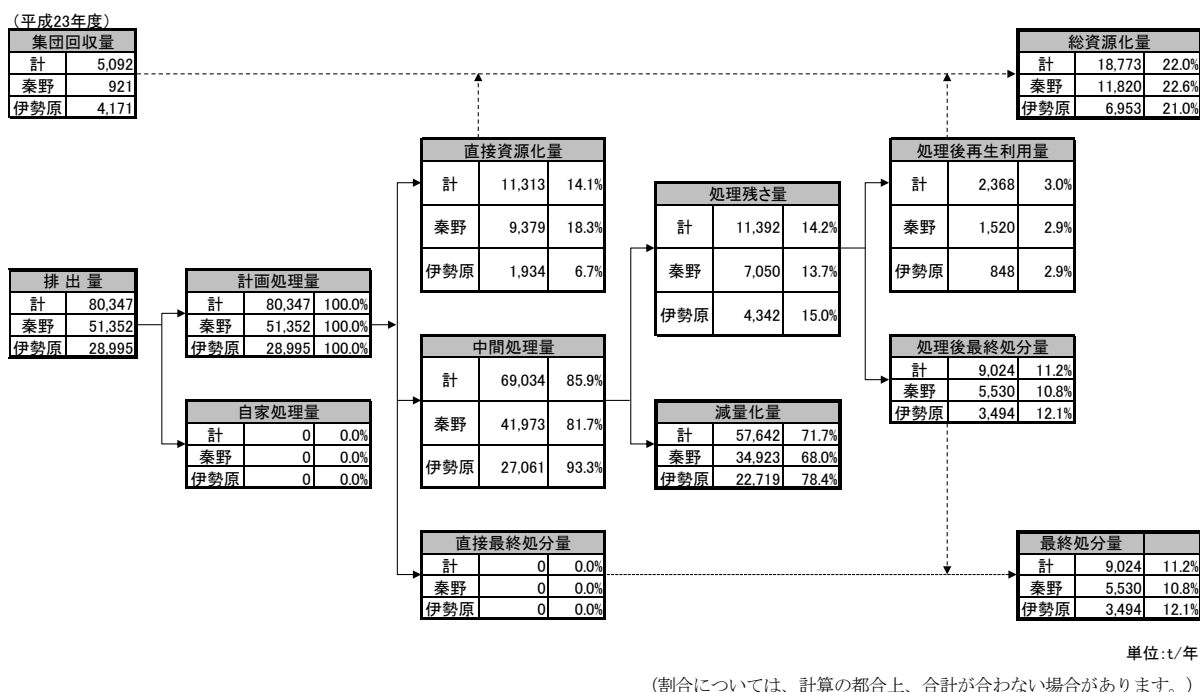 （平成23年度）
集団回収量
計 5,092
秦野 921
伊勢原 4,171
総資源化量
計 18,773 22.0%
秦野 11,820 22.6%
伊勢原 6,953 21.0%
直接資源化量
計 11,313 14.1%
秦野 9,379 18.3%
伊勢原 1,934 6.7%
処理後再生利用量
計 2,368 3.0%
秦野 1,520 2.9%
伊勢原 848 2.9%
処理残さ量
計 11,392 14.2%
秦野 7,050 13.7%
伊勢原 4,342 15.0%
排 出 量
計 80,347
秦野 51,352
伊勢原 28,995
計画処理量
計 80,347 100.0%
秦野 51,352 100.0%
伊勢原 28,995 100.0%
中間処理量
計 69,034 85.9%
秦野 41,973 81.7%
伊勢原 27,061 93.3%
処理後最終処分量
計 9,024 11.2%
秦野 5,530 10.8%
伊勢原 3,494 12.1%
自家処理量
計 0 0.0%
秦野 0 0.0%
伊勢原 0 0.0%
減量化量
計 57,642 71.7%
秦野 34,923 68.0%
伊勢原 22,719 78.4%
直接最終処分量
計 0 0.0%
秦野 0 0.0%
伊勢原 0 0.0%
最終処分量
計 9,024 11.2%
秦野 5,530 10.8%
伊勢原 3,494 12.1%
単位:t/年
（割合については、計算の都合上、合計が合わない場合があります。）